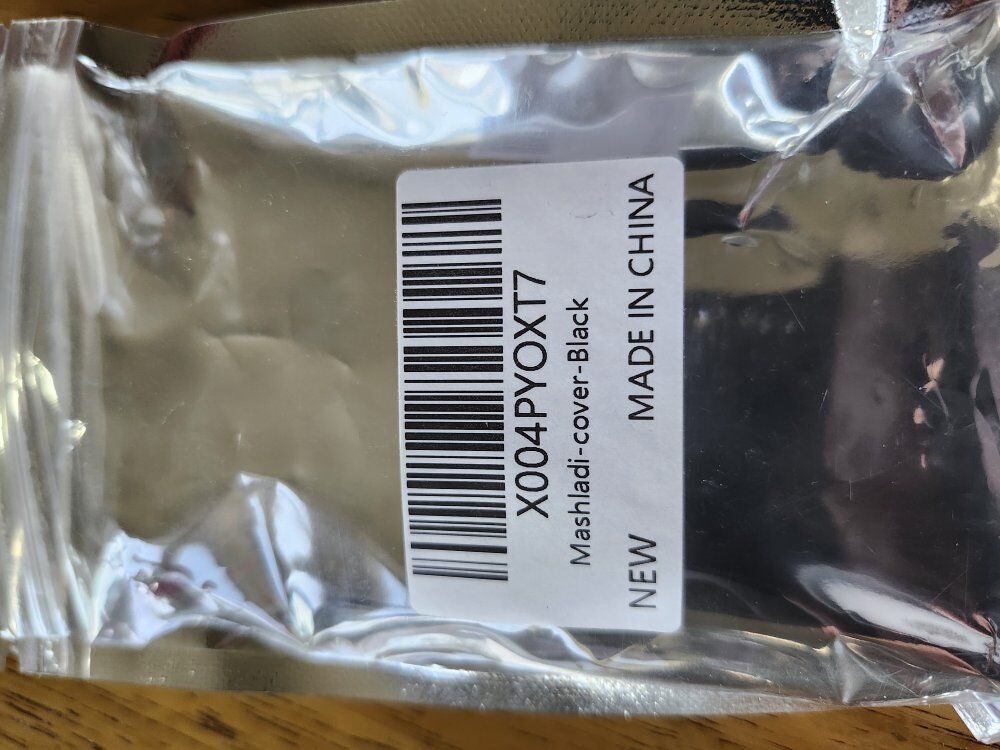 X004PYOXT7
Mashladi-cover-Black
NEW MADE IN CHINA